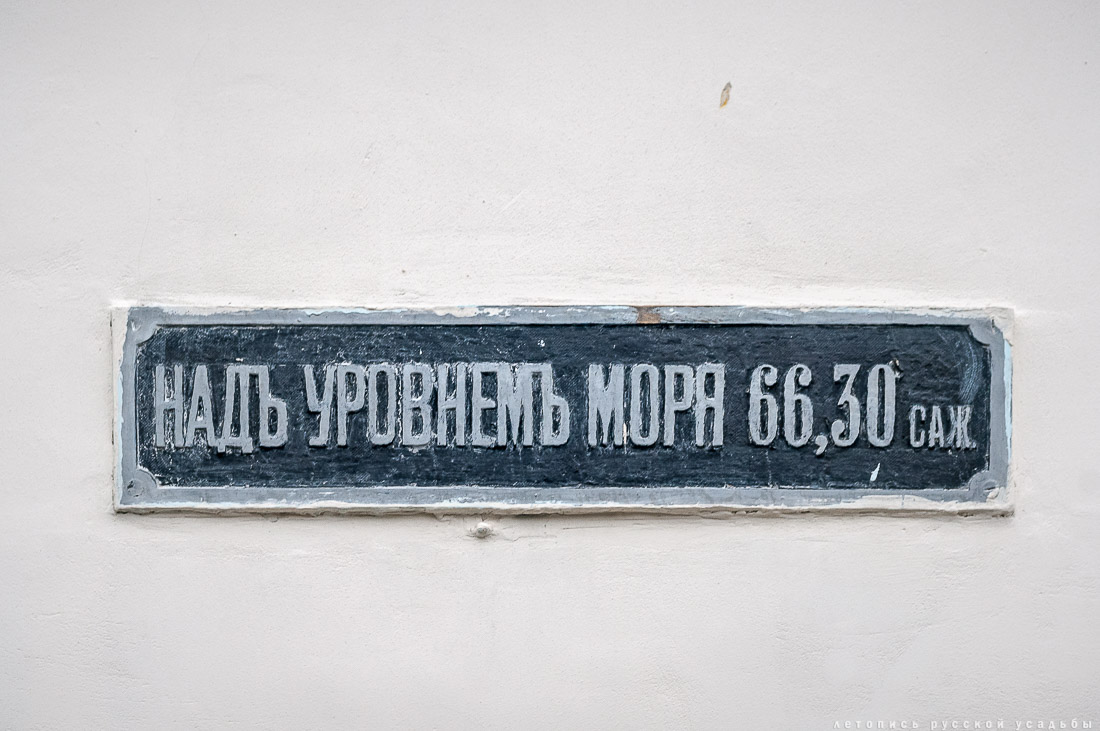 НАДЪ УРОВНЕМЪ МОРЯ 66,30 САЖ.
летопись русской усадьбы